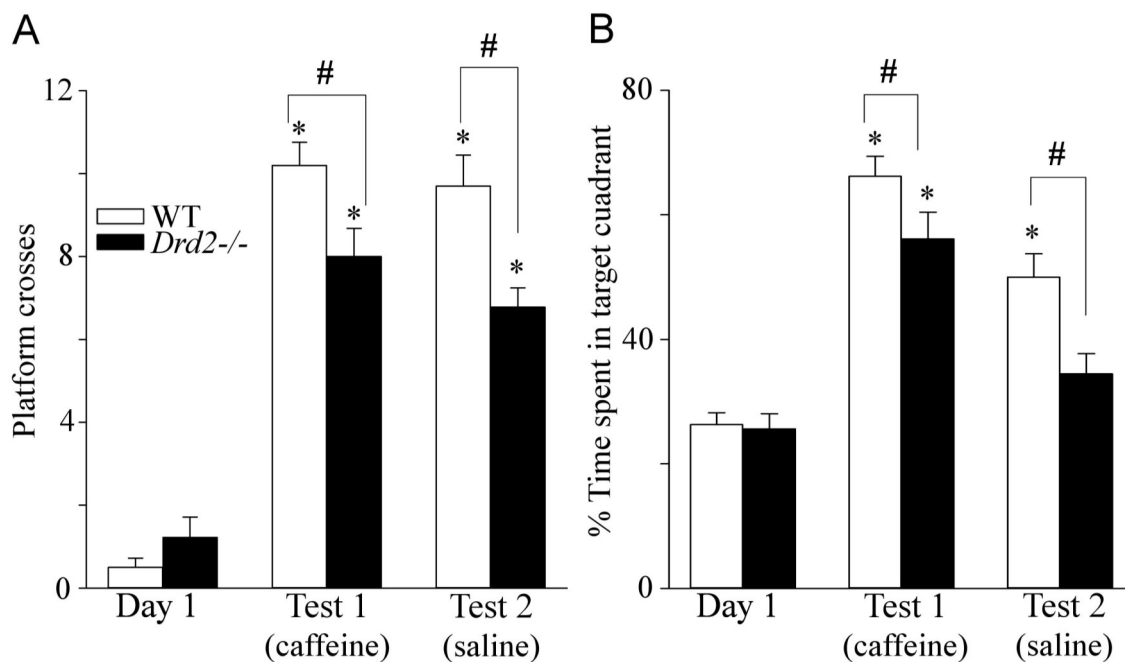 A
#
#
12
*
*
WT
Drd2-/-
*
*
8
4
0
Platform crosses
Day 1
Test 1
(caffeine)
Test 2
(saline)
B
80
#
*
#
*
*
40
0
% Time spent in target cuadrant
Day 1
Test 1
(caffeine)
Test 2
(saline)